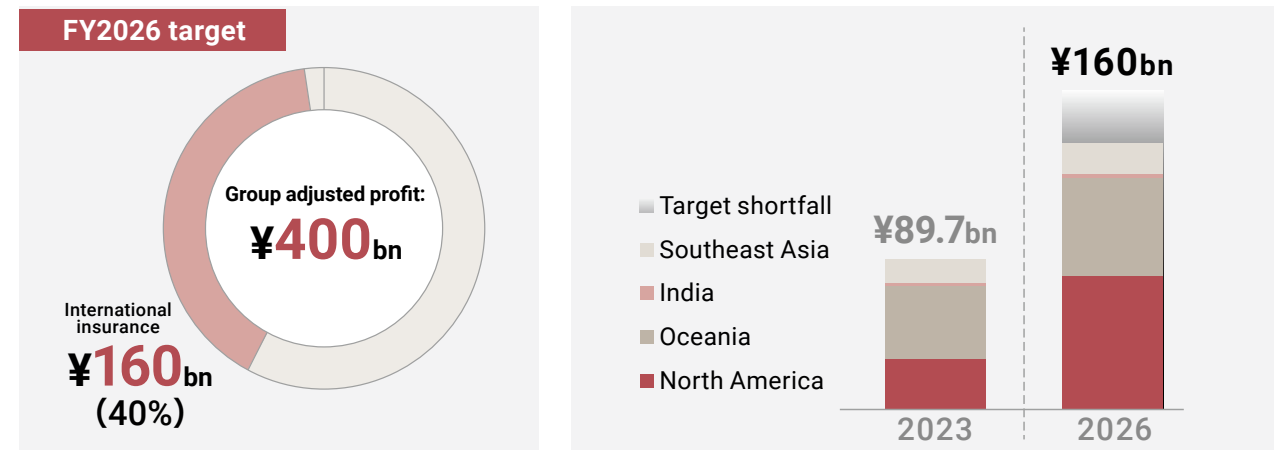 FY2026 target
Group adjusted profit:
¥400bn
International
insurance
¥160bn
(40%)
¥160bn
¥89.7bn
Target shortfall
Southeast Asia
India
Oceania
North America
2023
2026